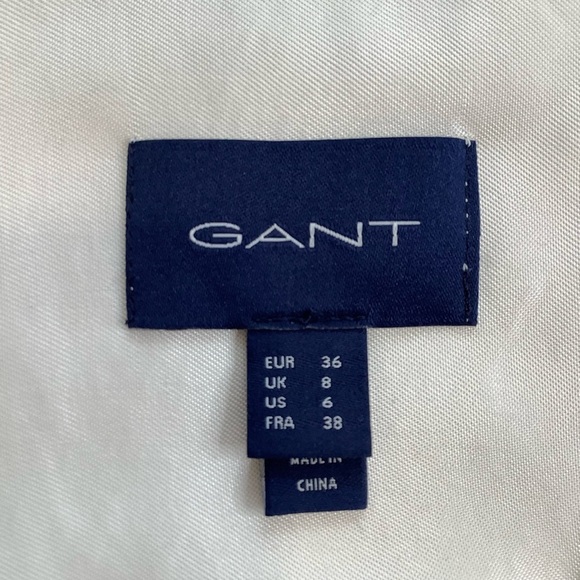 GANT
EUR 36
UK 8
US 6
FRA 38
MADE IN
CHINA